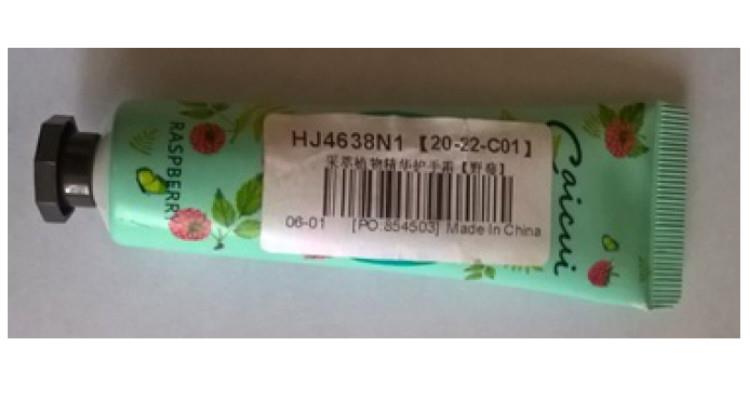 RASPBERRY
HJ4638N1【20-22-C01】
采萃植物精华护手霜【野莓】
06-01 [PO.854503] Made In China
Caicui